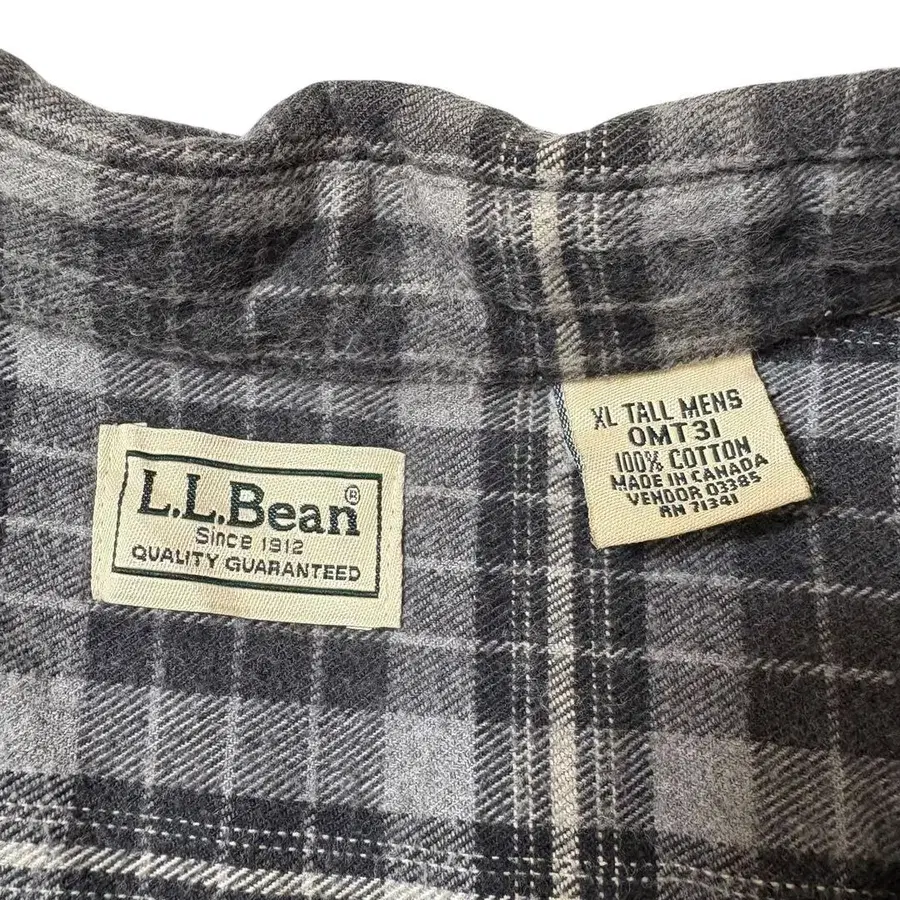 L.L.Bean®
Since 1912
QUALITY GUARANTEED
XL TALL MENS
OMT31
100% COTTON
MADE IN CANADA
VENDOR 03385
RN 71341